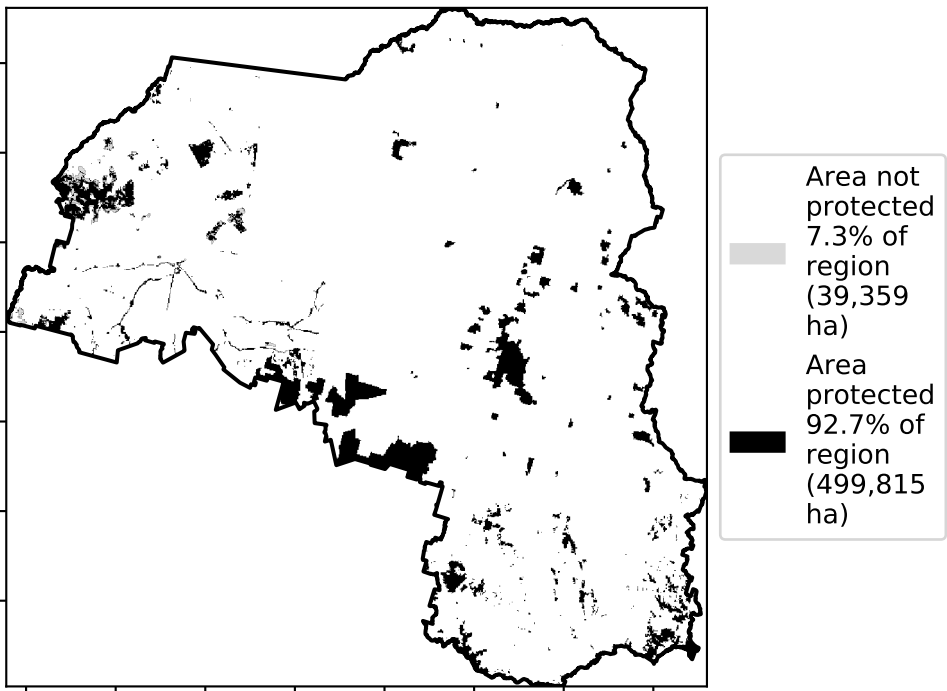 Area not
protected
7.3% of
region
(39,359
ha)
Area
protected
92.7% of
region
(499,815
ha)